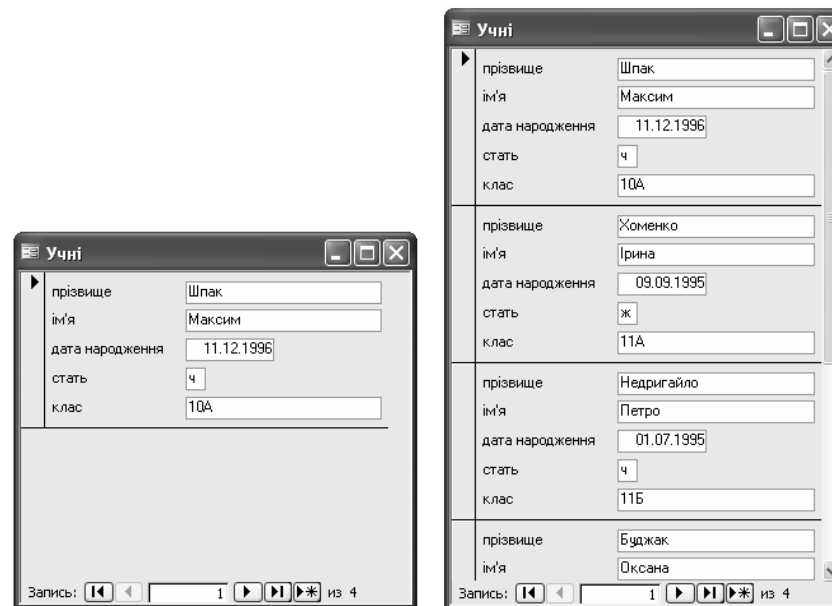 Учні
прізвище Шпак
ім'я Максим
дата народження 11.12.1996
стать ч
клас 10А
Запись: 1 из 4
Учні
прізвище Шпак
ім'я Максим
дата народження 11.12.1996
стать ч
клас 10А
прізвище Хоменко
ім'я Ірина
дата народження 09.09.1995
стать ж
клас 11А
прізвище Недригайло
ім'я Петро
дата народження 01.07.1995
стать ч
клас 11Б
прізвище Буджак
ім'я Оксана
Запись: 1 из 4